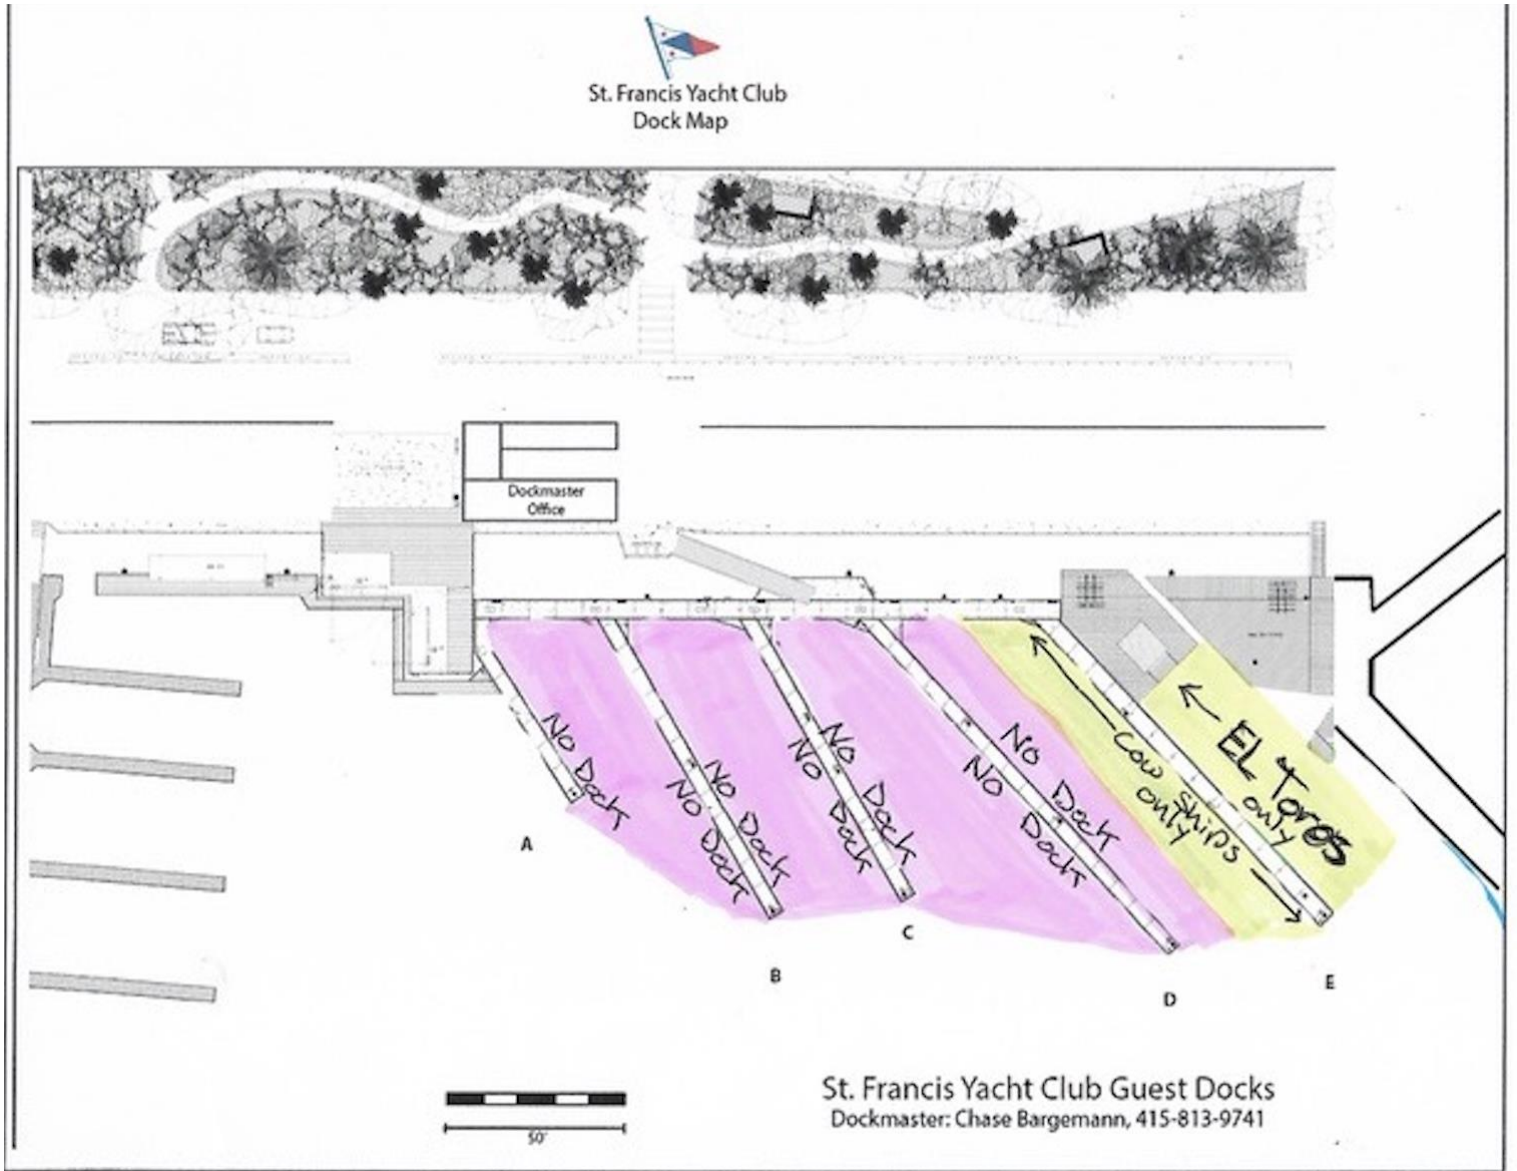 St. Francis Yacht Club
Dock Map
Dockmaster
Office
No Dock
No Dock
No Dock
No Dock
No Dock
No Dock
No Dock
Cow Ships
only
EL Toros
only
A
B
C
D
E
50'
St. Francis Yacht Club Guest Docks
Dockmaster: Chase Bargemann, 415-813-9741